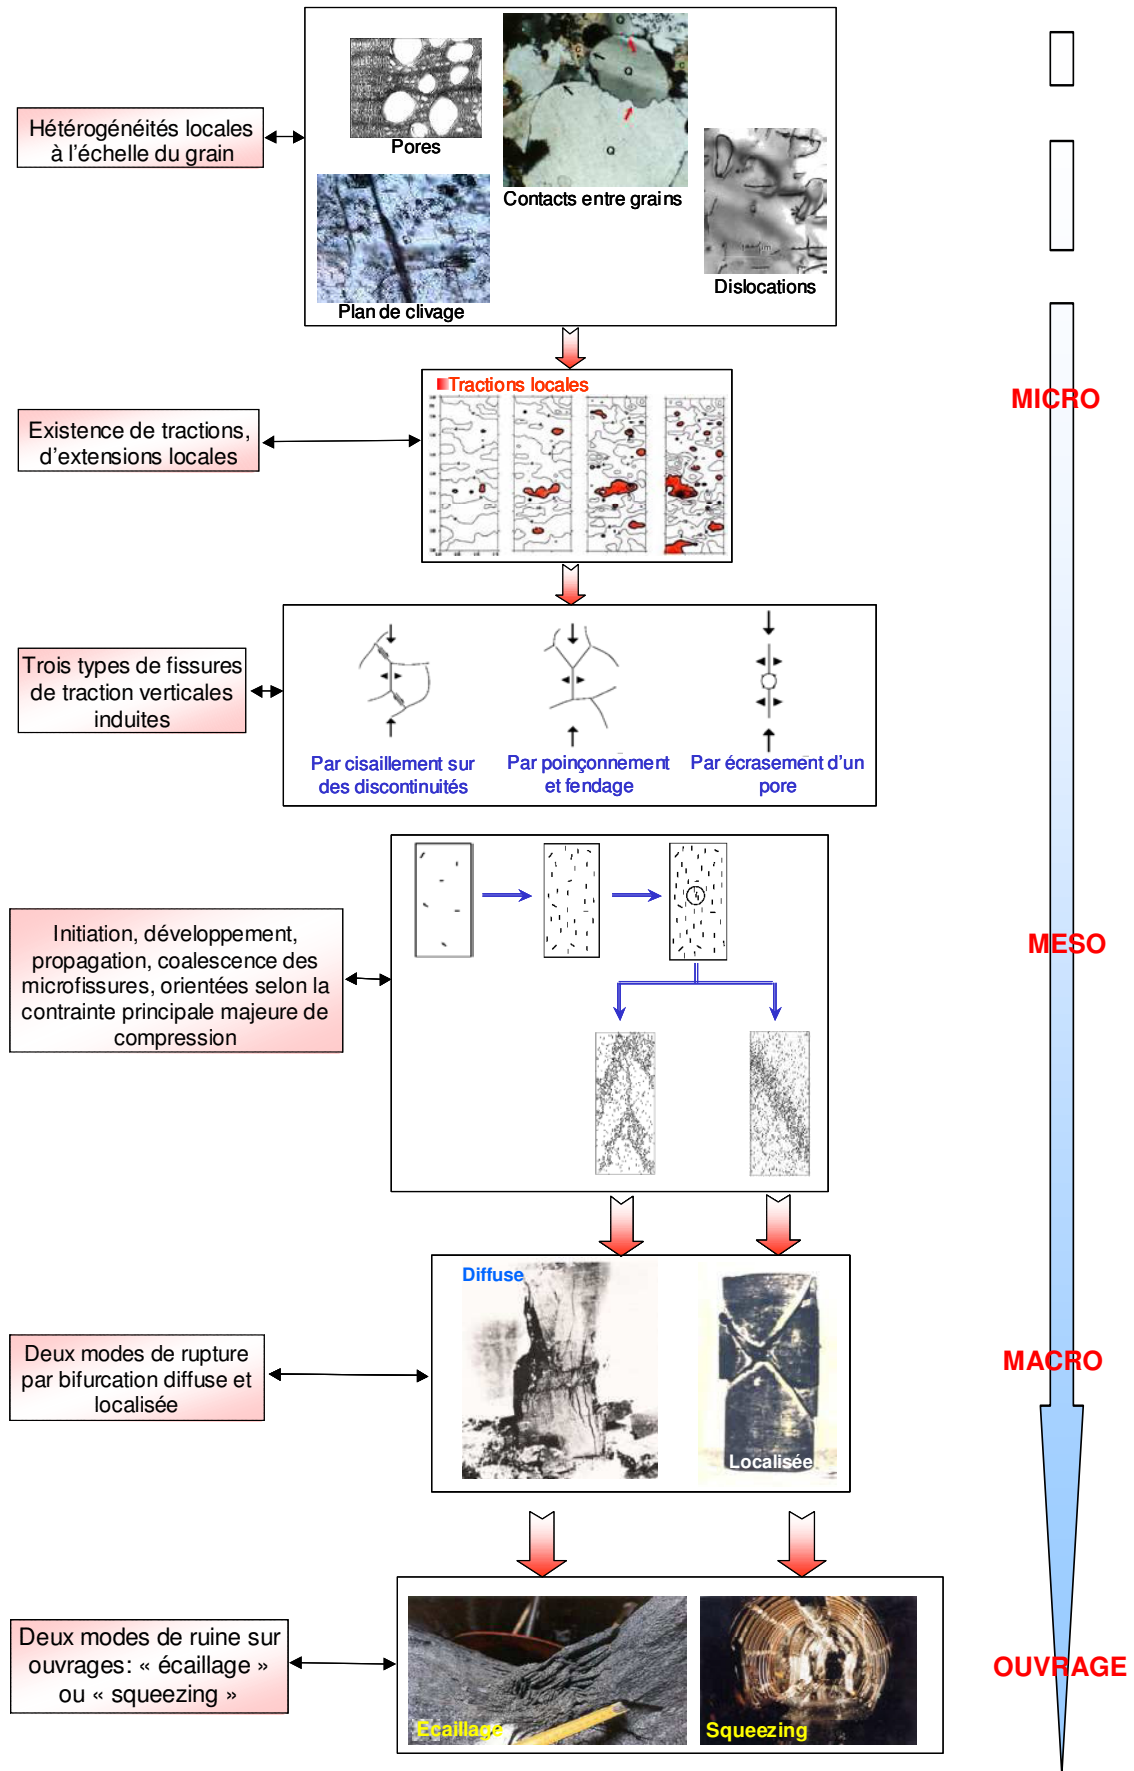 Pores
Contacts entre grains
Hétérogénéités locales
à l'échelle du grain
Plan de clivage
Dislocations
Q
Q
MICRO
Tractions locales
Existence de tractions,
d'extensions locales
Trois types de fissures
de traction verticales
induites
Par cisaillement sur
des discontinuités
Par poinçonnement
et fendage
Par écrasement d'un
pore
Initiation, développement,
propagation, coalescence des
microfissures, orientées selon la
contrainte principale majeure de
compression
MESO
Diffuse
Localisée
Deux modes de rupture
par bifurcation diffuse et
localisée
MACRO
Deux modes de ruine sur
ouvrages: « écaillage »
ou « squeezing »
Ecaillage
Squeezing
OUVRAGE